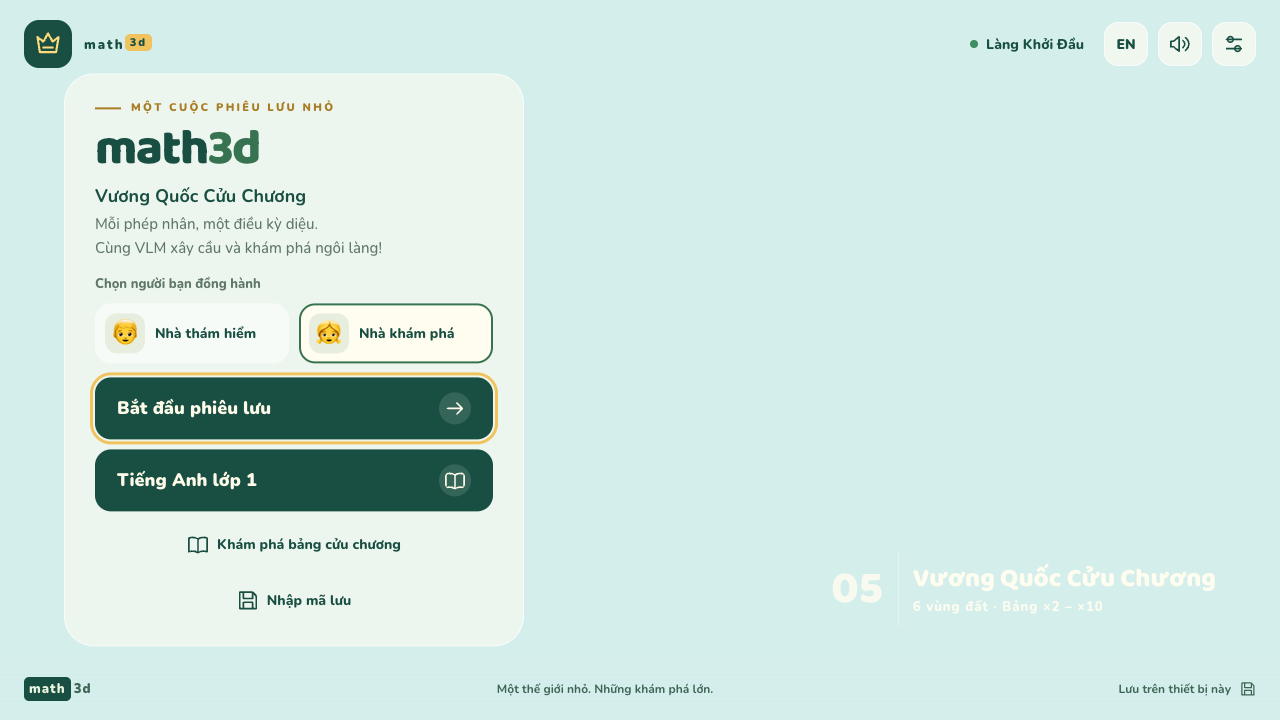 math 3d
Làng Khởi Đầu
EN
MỘT CUỘC PHIÊU LƯU NHỎ
math3d
Vương Quốc Cửu Chương
Mỗi phép nhân, một điều kỳ diệu.
Cùng VLM xây cầu và khám phá ngôi làng!
Chọn người bạn đồng hành
Nhà thám hiểm
Nhà khám phá
Bắt đầu phiêu lưu
Tiếng Anh lớp 1
Khám phá bảng cửu chương
Nhập mã lưu
05
Vương Quốc Cửu Chương
6 vùng đất · Bảng ×2 – ×10
math 3d
Một thế giới nhỏ. Những khám phá lớn.
Lưu trên thiết bị này